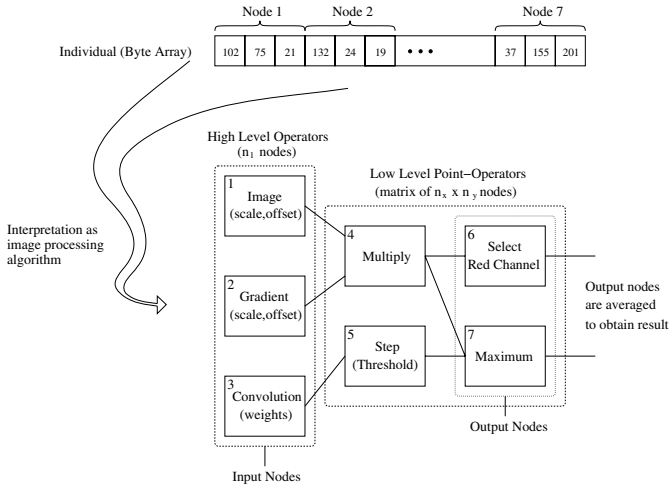 Node 1 Node 2 Node 7
Individual (Byte Array) 102 75 21 132 24 19 • • • 37 155 201
High Level Operators
(n₁ nodes)
Low Level Point–Operators
(matrix of nₓ x n y nodes)
Interpretation as
image processing
algorithm
1
Image
(scale,offset)
2
Gradient
(scale,offset)
3
Convolution
(weights)
4
Multiply
5
Step
(Threshold)
6
Select
Red Channel
7
Maximum
Output nodes
are averaged
to obtain result
Output Nodes
Input Nodes